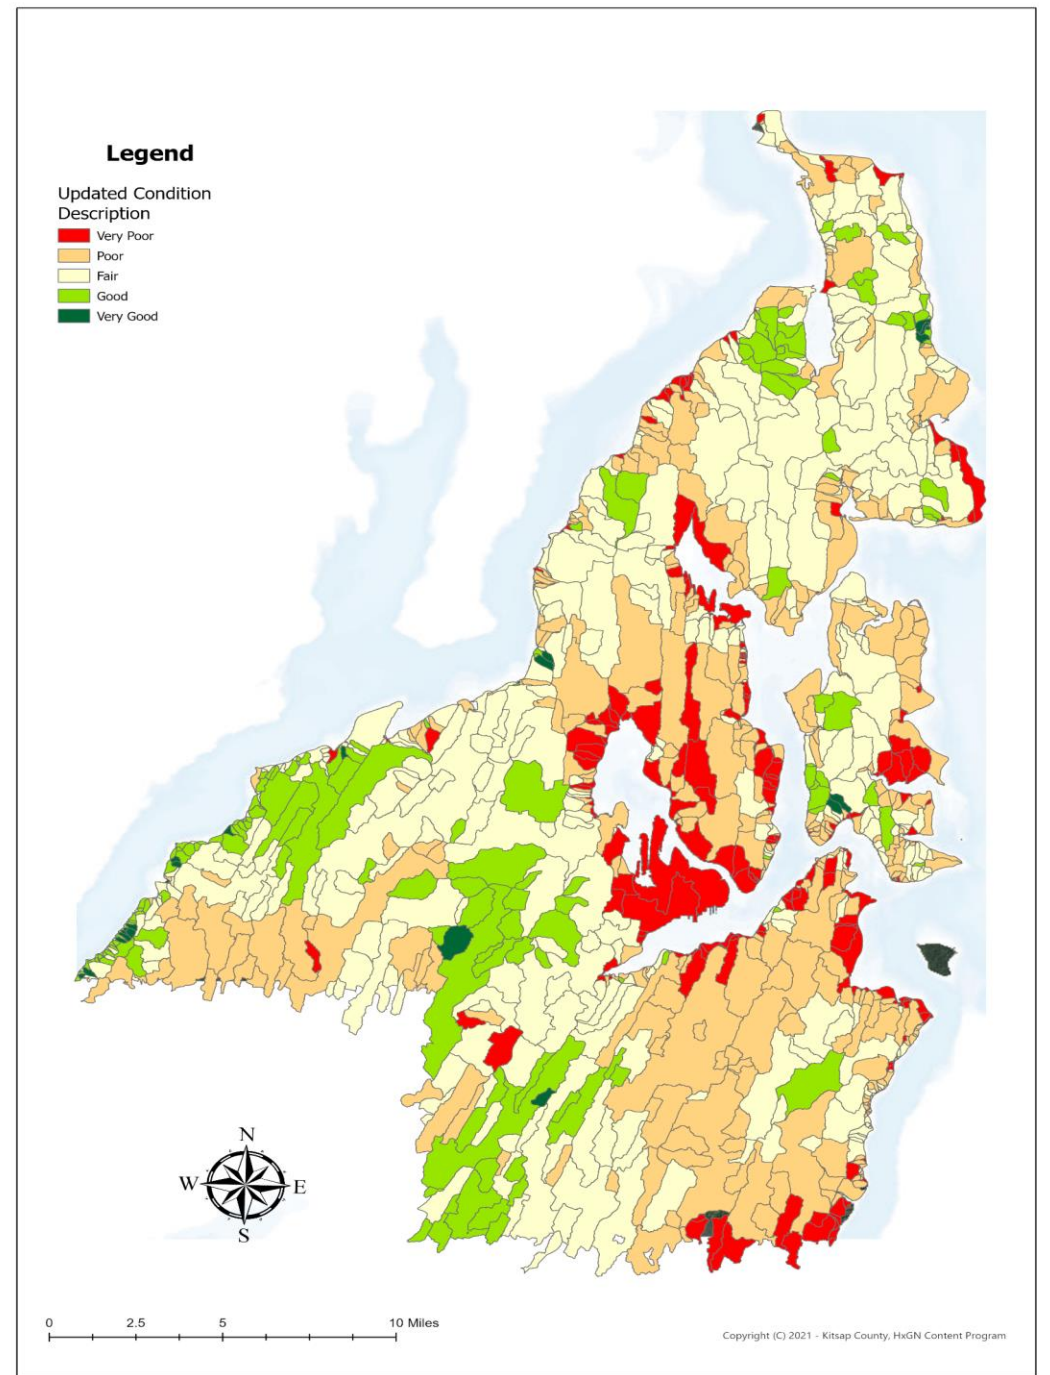 Legend
Updated Condition
Description
Very Poor
Poor
Fair
Good
Very Good
N
W
E
S
0 2.5 5 10 Miles
Copyright (C) 2021 - Kitsap County, HxGN Content Program